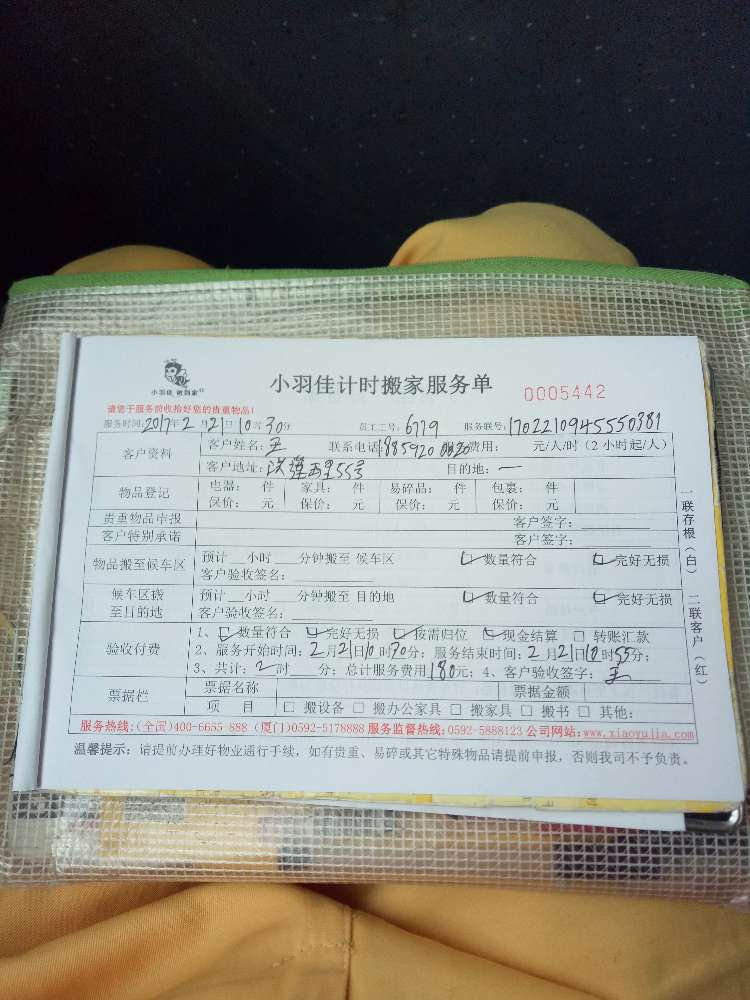 小羽佳 做到家
小羽佳计时搬家服务单
0005442
请您于服务前收拾好您的贵重物品!
服务时间:2017年2月21日10时30分 员工工号:6779 服务联号:170221094555038
客户资料
客户姓名:王 联系电话: 费用: 元/人/时(2小时起/人)
客户地址:洪莲西里55号 目的地:一
物品登记
电器: 件 家具: 件 易碎品: 件 包裹: 件
保价: 元 保价: 元 保价: 元 保价: 元
贵重物品申报 客户签字:
客户特别承诺 客户签字:
物品搬至候车区
预计 小时 分钟搬至 候车区 数量符合 完好无损
客户验收签名:
候车区搬至目的地
预计 小时 分钟搬至 目的地 数量符合 完好无损
客户验收签名:
验收付费
1、数量符合 完好无损 按需归位 现金结算 转账汇款
2、服务开始时间:2月21日10时30分; 服务结束时间:2月21日 时55分;
3、共计:2时 分; 总计服务费用180元; 4、客户验收签字:王
票据栏
票据名称 票据金额
项目 搬设备 搬办公家具 搬家具 搬书 其他:
一联存根(白) 二联客户(红)
服务热线:(全国)400-6655-888 (厦门)0592-5178888 服务监督热线:0592-5888123 公司网站:www.xiaoyujia.com
温馨提示: 请提前办理好物业通行手续,如有贵重、易碎或其它特殊物品请提前申报,否则我司不予负责。